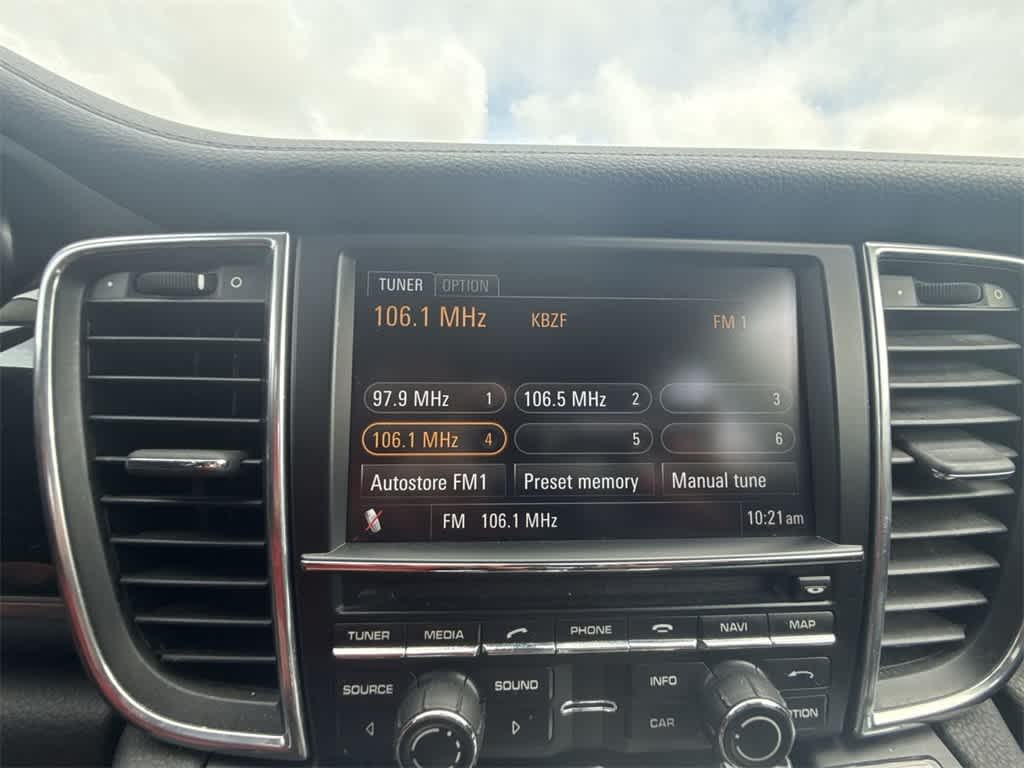 TUNER OPTION
106.1 MHz KBZF FM 1
97.9 MHz 1 106.5 MHz 2 3
106.1 MHz 4 5 6
Autostore FM1 Preset memory Manual tune
FM 106.1 MHz 10:21 am
TUNER MEDIA PHONE NAVI MAP
SOURCE SOUND INFO
CAR